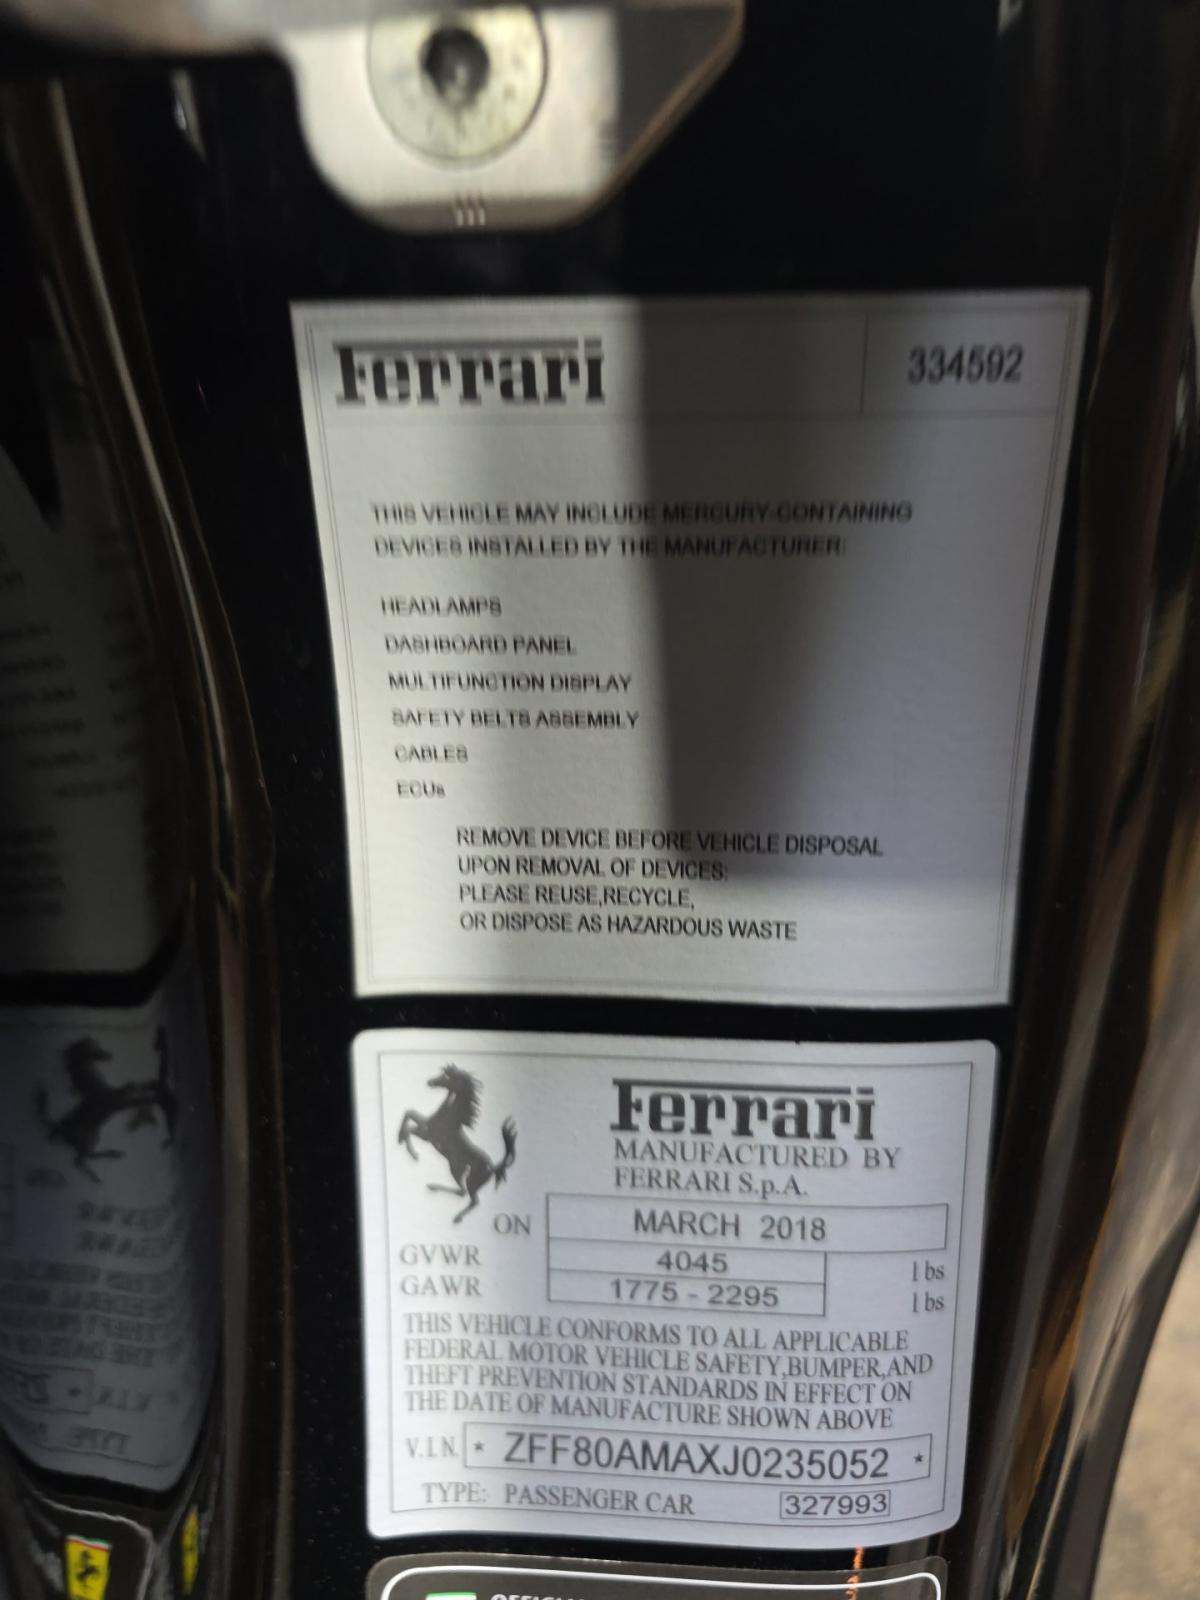 Ferrari 334592
THIS VEHICLE MAY INCLUDE MERCURY-CONTAINING
DEVICES INSTALLED BY THE MANUFACTURER:
HEADLAMPS
DASHBOARD PANEL
MULTIFUNCTION DISPLAY
SAFETY BELTS ASSEMBLY
CABLES
ECUs
REMOVE DEVICE BEFORE VEHICLE DISPOSAL
UPON REMOVAL OF DEVICES:
PLEASE REUSE,RECYCLE,
OR DISPOSE AS HAZARDOUS WASTE
Ferrari
MANUFACTURED BY
FERRARI S.p.A.
ON MARCH 2018
GVWR 4045 lbs
GAWR 1775 - 2295 lbs
THIS VEHICLE CONFORMS TO ALL APPLICABLE
FEDERAL MOTOR VEHICLE SAFETY,BUMPER,AND
THEFT PREVENTION STANDARDS IN EFFECT ON
THE DATE OF MANUFACTURE SHOWN ABOVE
V.I.N. * ZFF80AMAXJ0235052 *
TYPE: PASSENGER CAR 327993